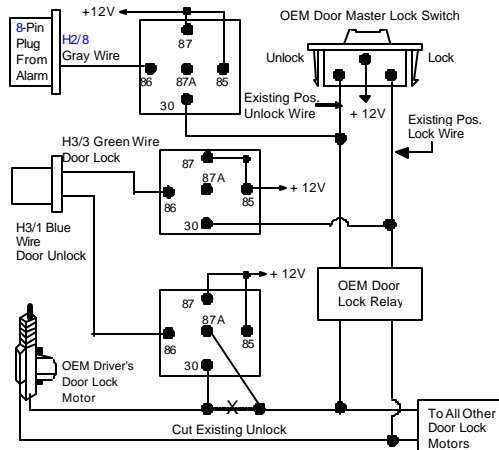 8-Pin
Plug
From
Alarm
H2/8
Gray Wire
+12V
87
86
87A
85
30
OEM Door Master Lock Switch
Unlock
Lock
Existing Pos.
Unlock Wire
+ 12V
Existing Pos.
Lock Wire
H3/3 Green Wire
Door Lock
87
87A
86
85
30
+ 12V
H3/1 Blue
Wire
Door Unlock
87
87A
86
85
30
+ 12V
OEM Door
Lock Relay
OEM Driver's
Door Lock
Motor
X
Cut Existing Unlock
To All Other
Door Lock
Motors